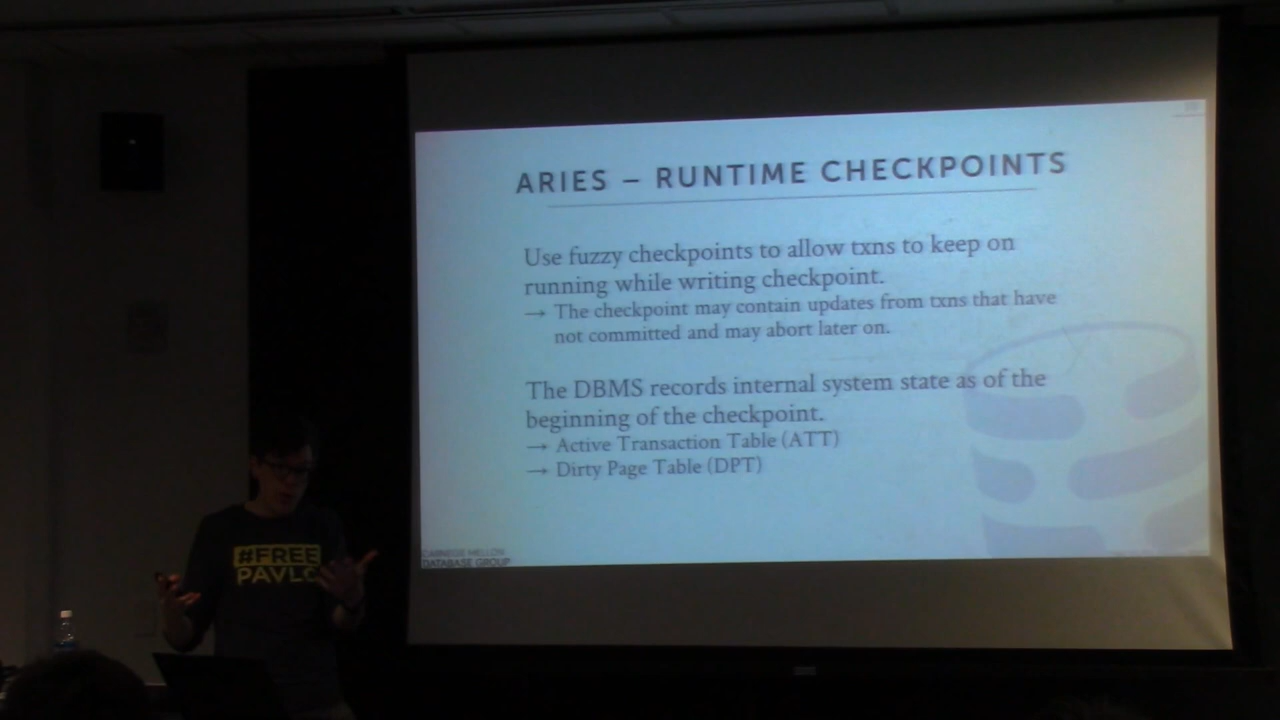 ARIES – RUNTIME CHECKPOINTS
Use fuzzy checkpoints to allow txns to keep on
running while writing checkpoint.
→ The checkpoint may contain updates from txns that have
not committed and may abort later on.
The DBMS records internal system state as of the
beginning of the checkpoint.
→ Active Transaction Table (ATT)
→ Dirty Page Table (DPT)
CARNEGIE MELLON
DATABASE GROUP
#FREE
PAVLO